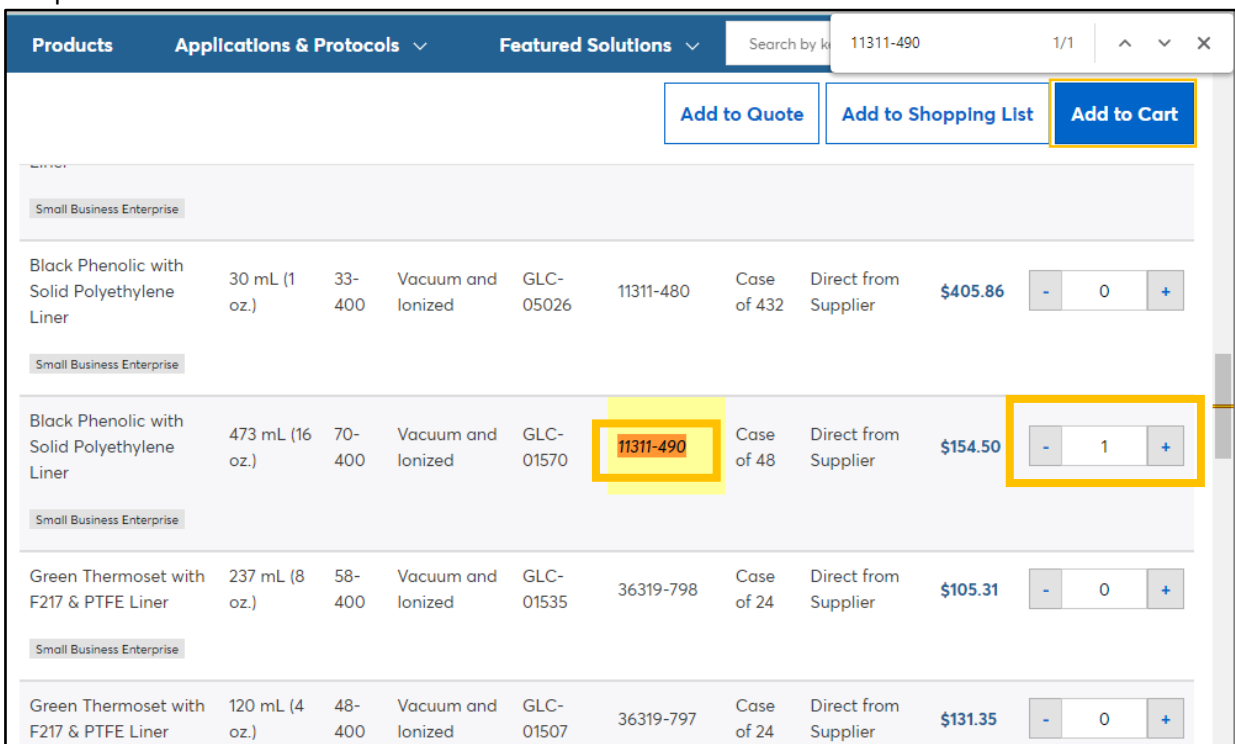 Products Applications & Protocols Featured Solutions Search by k 11311-490 1/1
Add to Quote Add to Shopping List Add to Cart
Small Business Enterprise
Black Phenolic with
Solid Polyethylene
Liner
30 mL (1
oz.)
33-
400
Vacuum and
Ionized
GLC-
05026
11311-480
Case
of 432
Direct from
Supplier
$405.86
- 0 +
Small Business Enterprise
Black Phenolic with
Solid Polyethylene
Liner
473 mL (16
oz.)
70-
400
Vacuum and
Ionized
GLC-
01570
11311-490
Case
of 48
Direct from
Supplier
$154.50
- 1 +
Small Business Enterprise
Green Thermoset with
F217 & PTFE Liner
237 mL (8
oz.)
58-
400
Vacuum and
Ionized
GLC-
01535
36319-798
Case
of 24
Direct from
Supplier
$105.31
- 0 +
Small Business Enterprise
Green Thermoset with
F217 & PTFE Liner
120 mL (4
oz.)
48-
400
Vacuum and
Ionized
GLC-
01507
36319-797
Case
of 24
Direct from
Supplier
$131.35
- 0 +